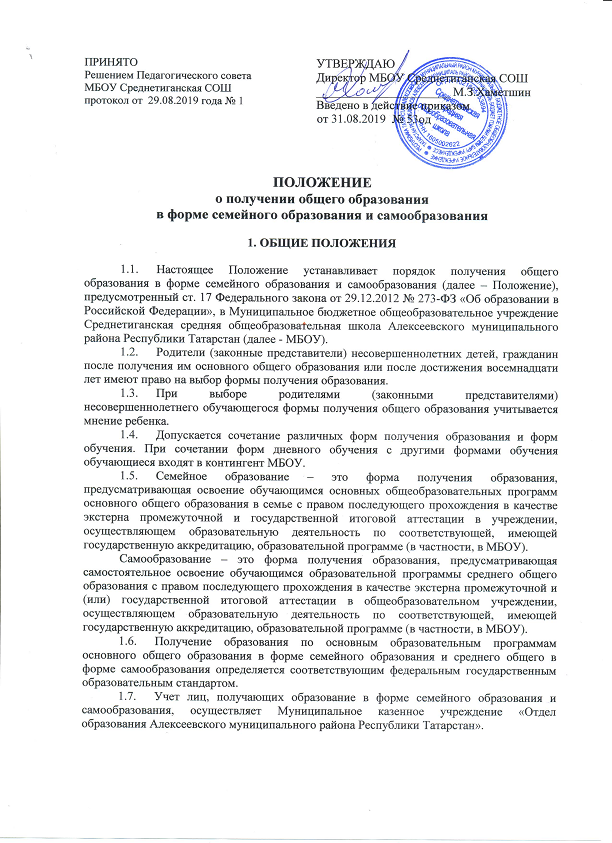 ПРИНЯТО
Решением Педагогического совета
МБОУ Среднетиганская СОШ
протокол от 29.08.2019 года № 1
УТВЕРЖДАЮ
Директор МБОУ Среднетиганская СОШ
М.З.Хаметшин
Введено в действие приказом
от 31.08.2019 № 53од
Среднетиганская
средняя
общеобразовательная
школа
ПОЛОЖЕНИЕ
о получении общего образования
в форме семейного образования и самообразования
1. ОБЩИЕ ПОЛОЖЕНИЯ
1.1. Настоящее Положение устанавливает порядок получения общего
образования в форме семейного образования и самообразования (далее – Положение),
предусмотренный ст. 17 Федерального закона от 29.12.2012 № 273-ФЗ «Об образовании в
Российской Федерации», в Муниципальное бюджетное общеобразовательное учреждение
Среднетиганская средняя общеобразовательная школа Алексеевского муниципального
района Республики Татарстан (далее - МБОУ).
1.2. Родители (законные представители) несовершеннолетних детей, гражданин
после получения им основного общего образования или после достижения восемнадцати
лет имеют право на выбор формы получения образования.
1.3. При выборе родителями (законными представителями)
несовершеннолетнего обучающегося формы получения общего образования учитывается
мнение ребенка.
1.4. Допускается сочетание различных форм получения образования и форм
обучения. При сочетании форм дневного обучения с другими формами обучения
обучающиеся входят в контингент МБОУ.
1.5. Семейное образование – это форма получения образования,
предусматривающая освоение обучающимся основных общеобразовательных программ
основного общего образования в семье с правом последующего прохождения в качестве
экстерна промежуточной и государственной итоговой аттестации в учреждении,
осуществляющем образовательную деятельность по соответствующей, имеющей
государственную аккредитацию, образовательной программе (в частности, в МБОУ).
Самообразование – это форма получения образования, предусматривающая
самостоятельное освоение обучающимся образовательной программы среднего общего
образования с правом последующего прохождения в качестве экстерна промежуточной и
(или) государственной итоговой аттестации в общеобразовательном учреждении,
осуществляющем образовательную деятельность по соответствующей, имеющей
государственную аккредитацию, образовательной программе (в частности, в МБОУ).
1.6. Получение образования по основным образовательным программам
основного общего образования в форме семейного образования и среднего общего в
форме самообразования определяется соответствующим федеральным государственным
образовательным стандартом.
1.7. Учет лиц, получающих образование в форме семейного образования и
самообразования, осуществляет Муниципальное казенное учреждение «Отдел
образования Алексеевского муниципального района Республики Татарстан».